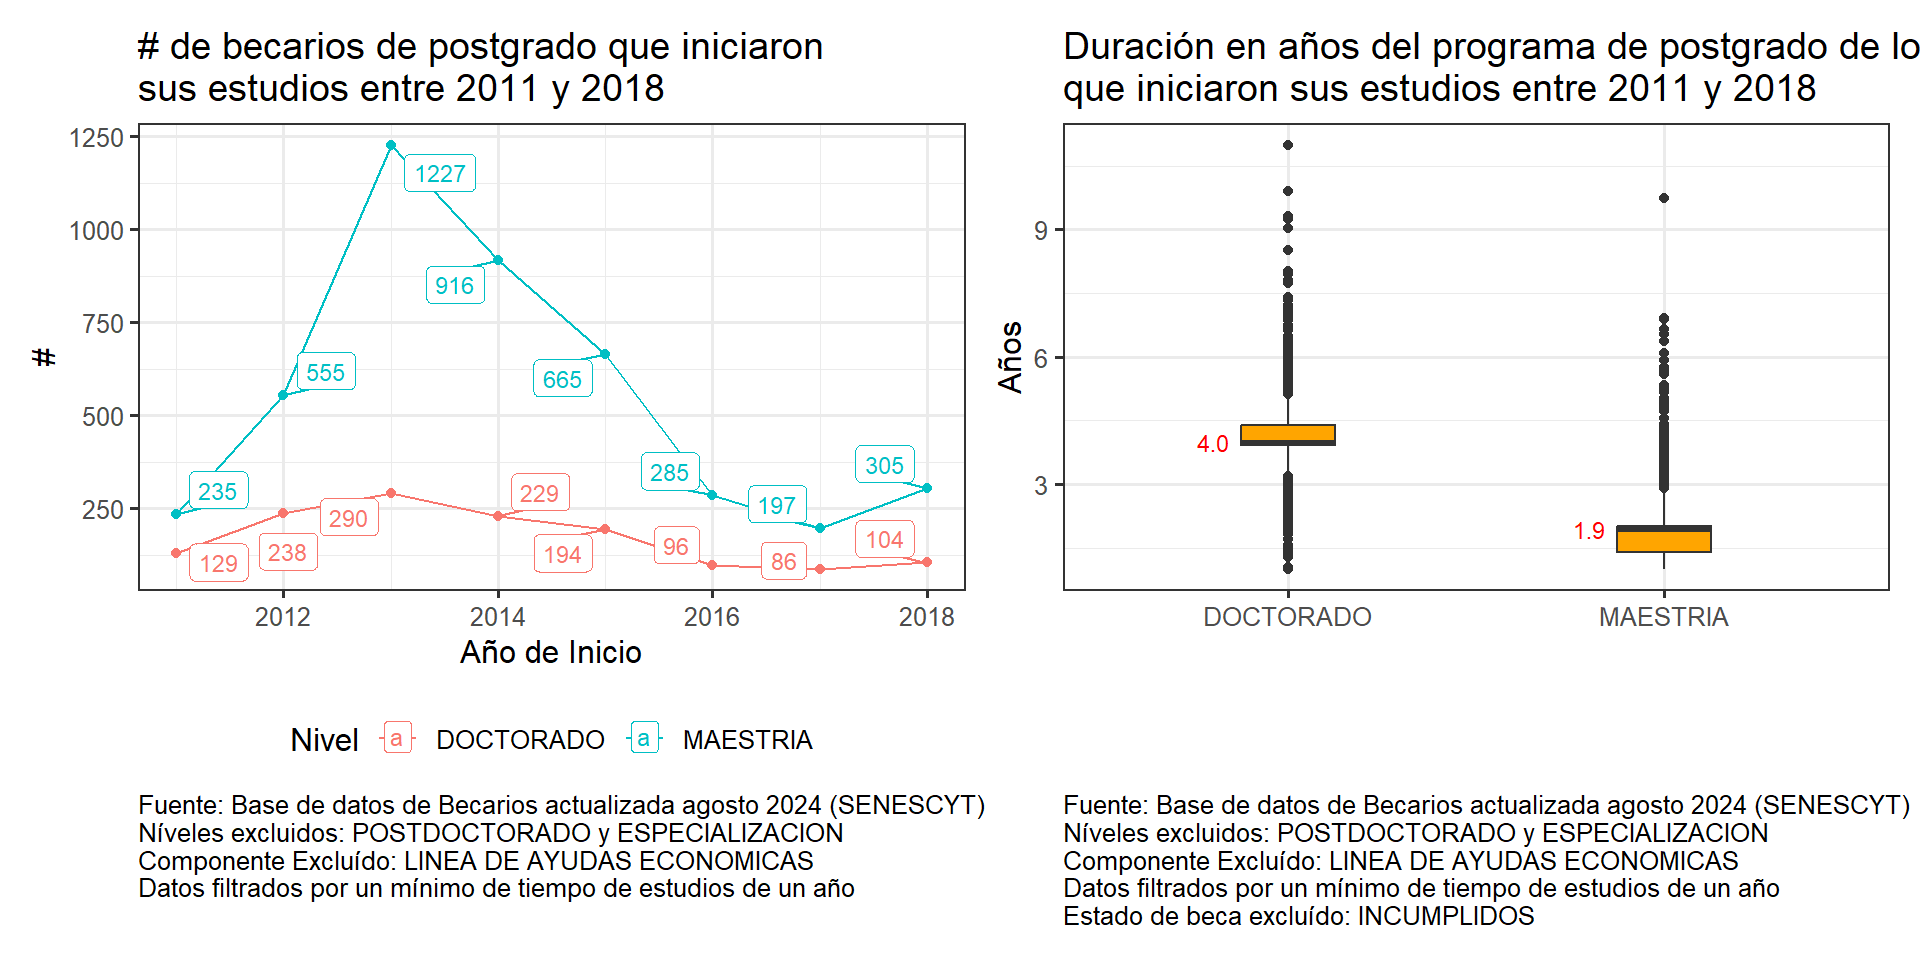 # de becarios de postgrado que iniciaron
sus estudios entre 2011 y 2018
#
1250
1000
750
500
250
1227
916
555
665
235
285
197
305
290
229
129
238
194
96
86
104
2012
2014
2016
2018
Año de Inicio
Nivel a DOCTORADO a MAESTRIA
Fuente: Base de datos de Becarios actualizada agosto 2024 (SENESCYT)
Níveles excluidos: POSTDOCTORADO y ESPECIALIZACION
Componente Excluído: LINEA DE AYUDAS ECONOMICAS
Datos filtrados por un mínimo de tiempo de estudios de un año
Duración en años del programa de postgrado de lo
que iniciaron sus estudios entre 2011 y 2018
Años
9
6
3
4.0
1.9
DOCTORADO
MAESTRIA
Fuente: Base de datos de Becarios actualizada agosto 2024 (SENESCYT)
Níveles excluidos: POSTDOCTORADO y ESPECIALIZACION
Componente Excluído: LINEA DE AYUDAS ECONOMICAS
Datos filtrados por un mínimo de tiempo de estudios de un año
Estado de beca excluído: INCUMPLIDOS